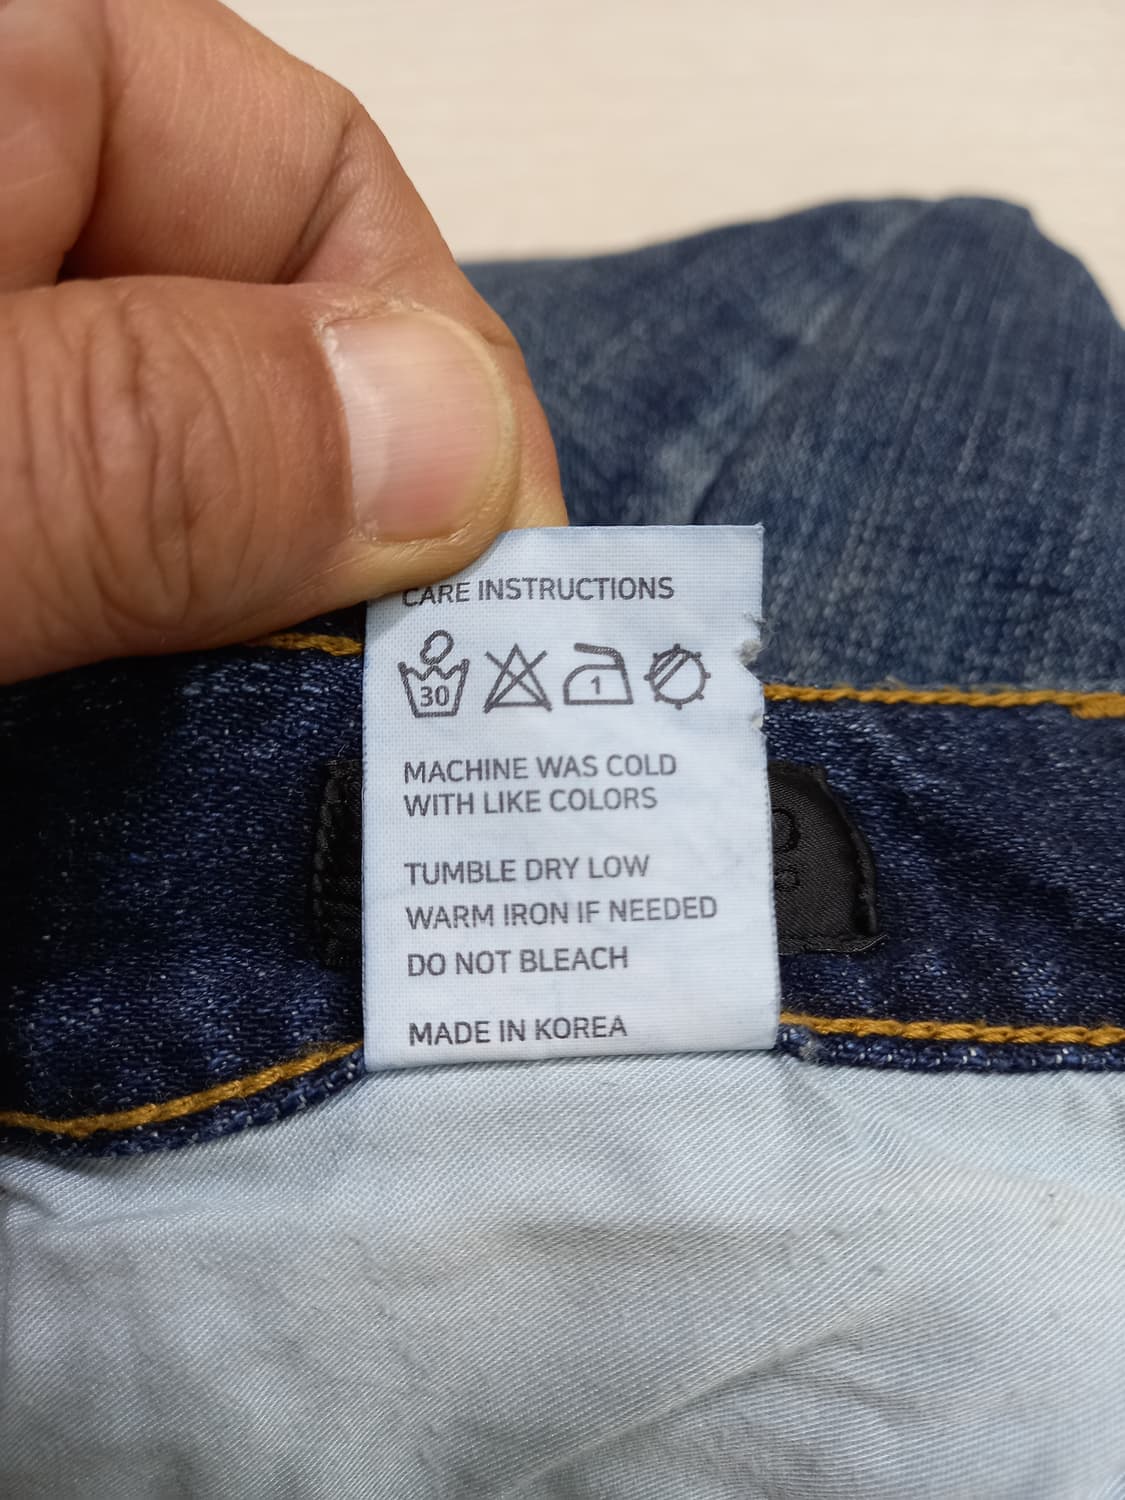 CARE INSTRUCTIONS
30 1
MACHINE WAS COLD
WITH LIKE COLORS
TUMBLE DRY LOW
WARM IRON IF NEEDED
DO NOT BLEACH
MADE IN KOREA